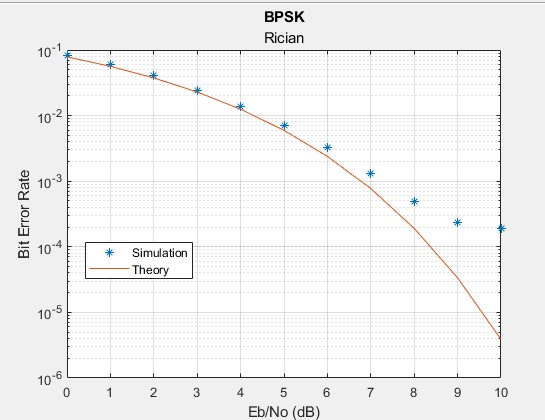 BPSK
Rician
10^-1
10^-2
10^-3
10^-4
10^-5
10^-6
Bit Error Rate
Simulation
Theory
0 1 2 3 4 5 6 7 8 9 10
Eb/No (dB)